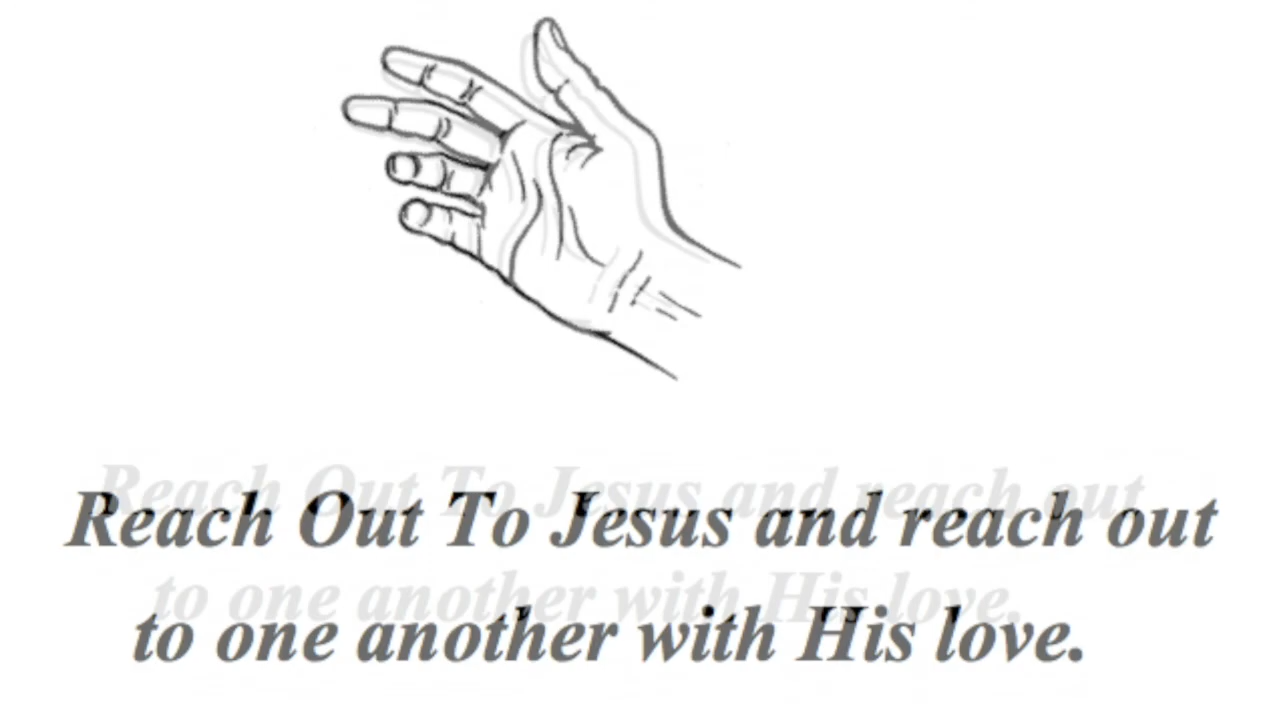 Reach Out To Jesus and reach out
to one another with His love.